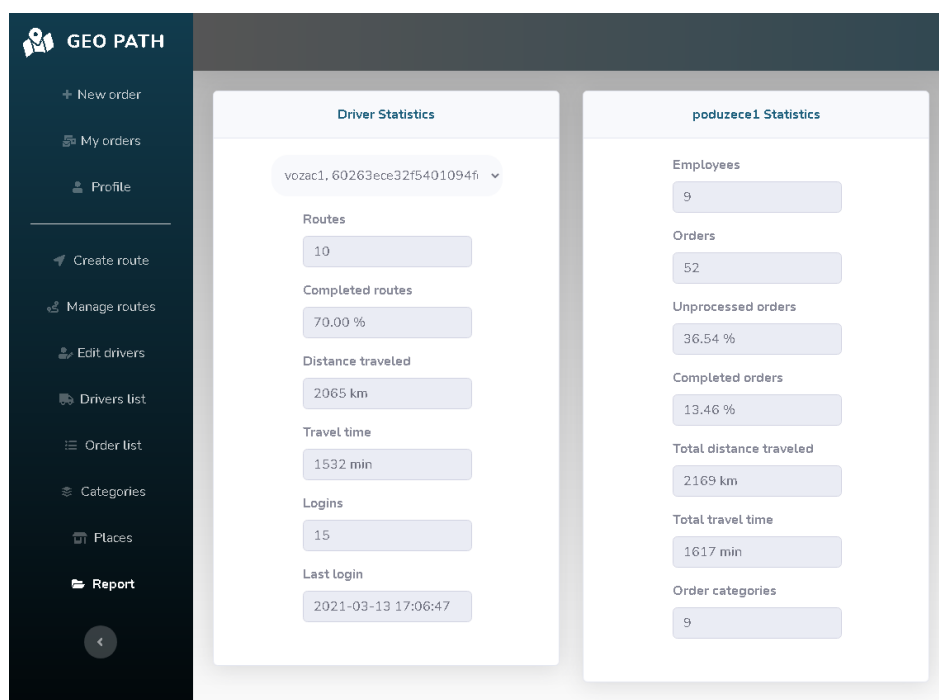 GEO PATH
New order
My orders
Profile
Create route
Manage routes
Edit drivers
Drivers list
Order list
Categories
Places
Report
Driver Statistics
vozac1, 60263ece32f5401094f
Routes
10
Completed routes
70.00 %
Distance traveled
2065 km
Travel time
1532 min
Logins
15
Last login
2021-03-13 17:06:47
poduzece1 Statistics
Employees
9
Orders
52
Unprocessed orders
36.54 %
Completed orders
13.46 %
Total distance traveled
2169 km
Total travel time
1617 min
Order categories
9